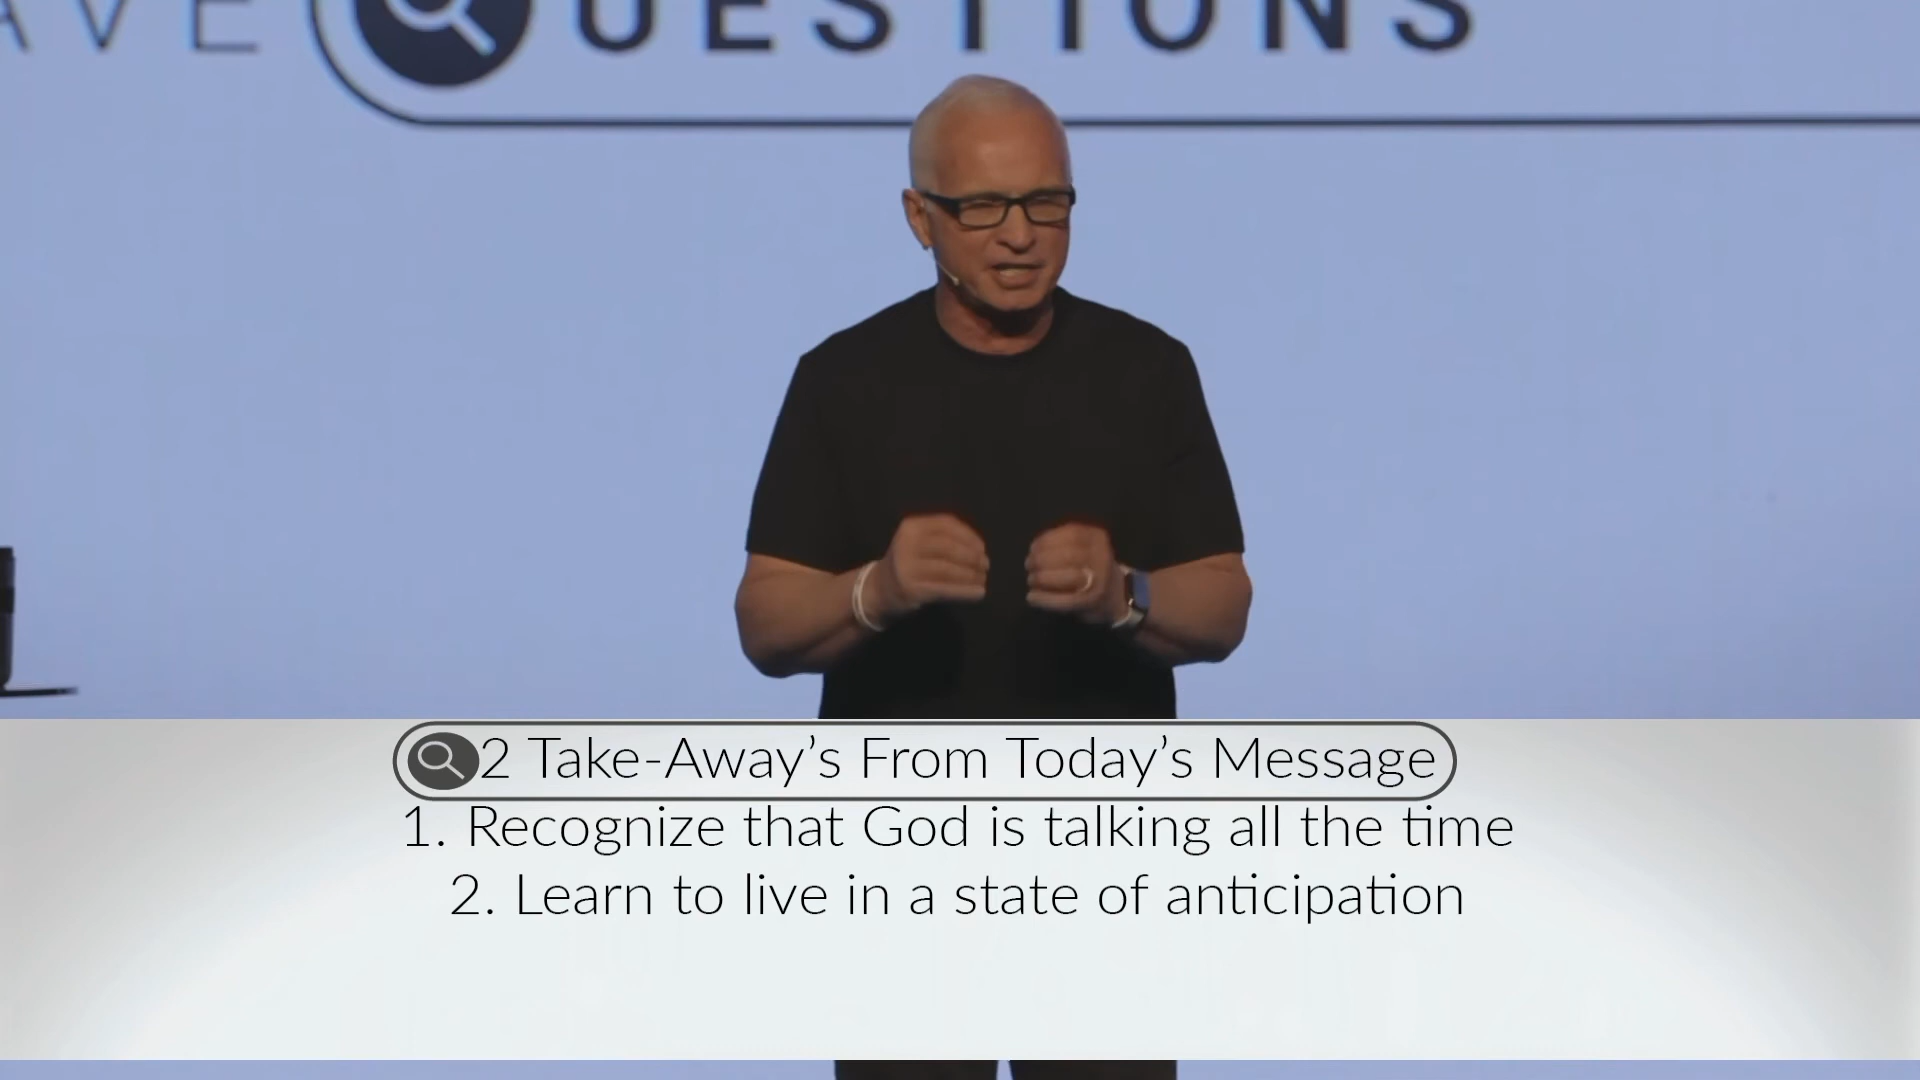 AVE QUESTIONS
2 Take-Away's From Today's Message
1. Recognize that God is talking all the time
2. Learn to live in a state of anticipation